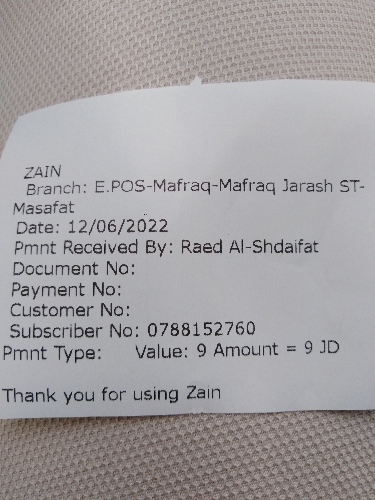 ZAIN
Branch: E.POS-Mafraq-Mafraq Jarash ST-
Masafat
Date: 12/06/2022
Pmnt Received By: Raed Al-Shdaifat
Document No:
Payment No:
Customer No:
Subscriber No: 0788152760
Pmnt Type: Value: 9 Amount = 9 JD
Thank you for using Zain